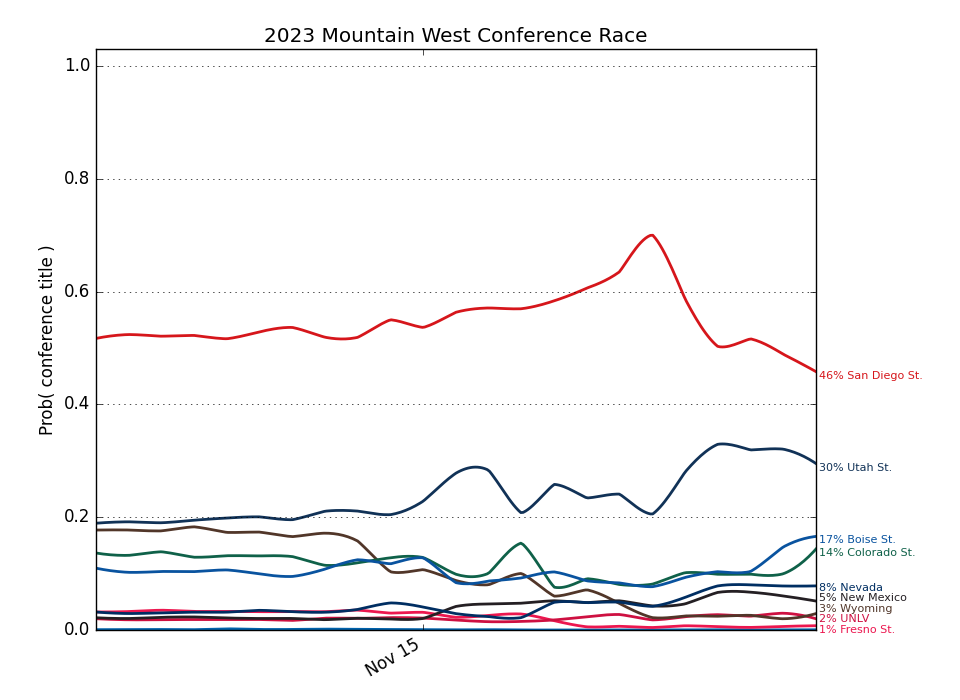 2023 Mountain West Conference Race
1.0
0.8
0.6
0.4
0.2
0.0
Prob( conference title )
Nov 15
46% San Diego St.
30% Utah St.
17% Boise St.
14% Colorado St.
8% Nevada
5% New Mexico
3% Wyoming
2% UNLV
1% Fresno St.